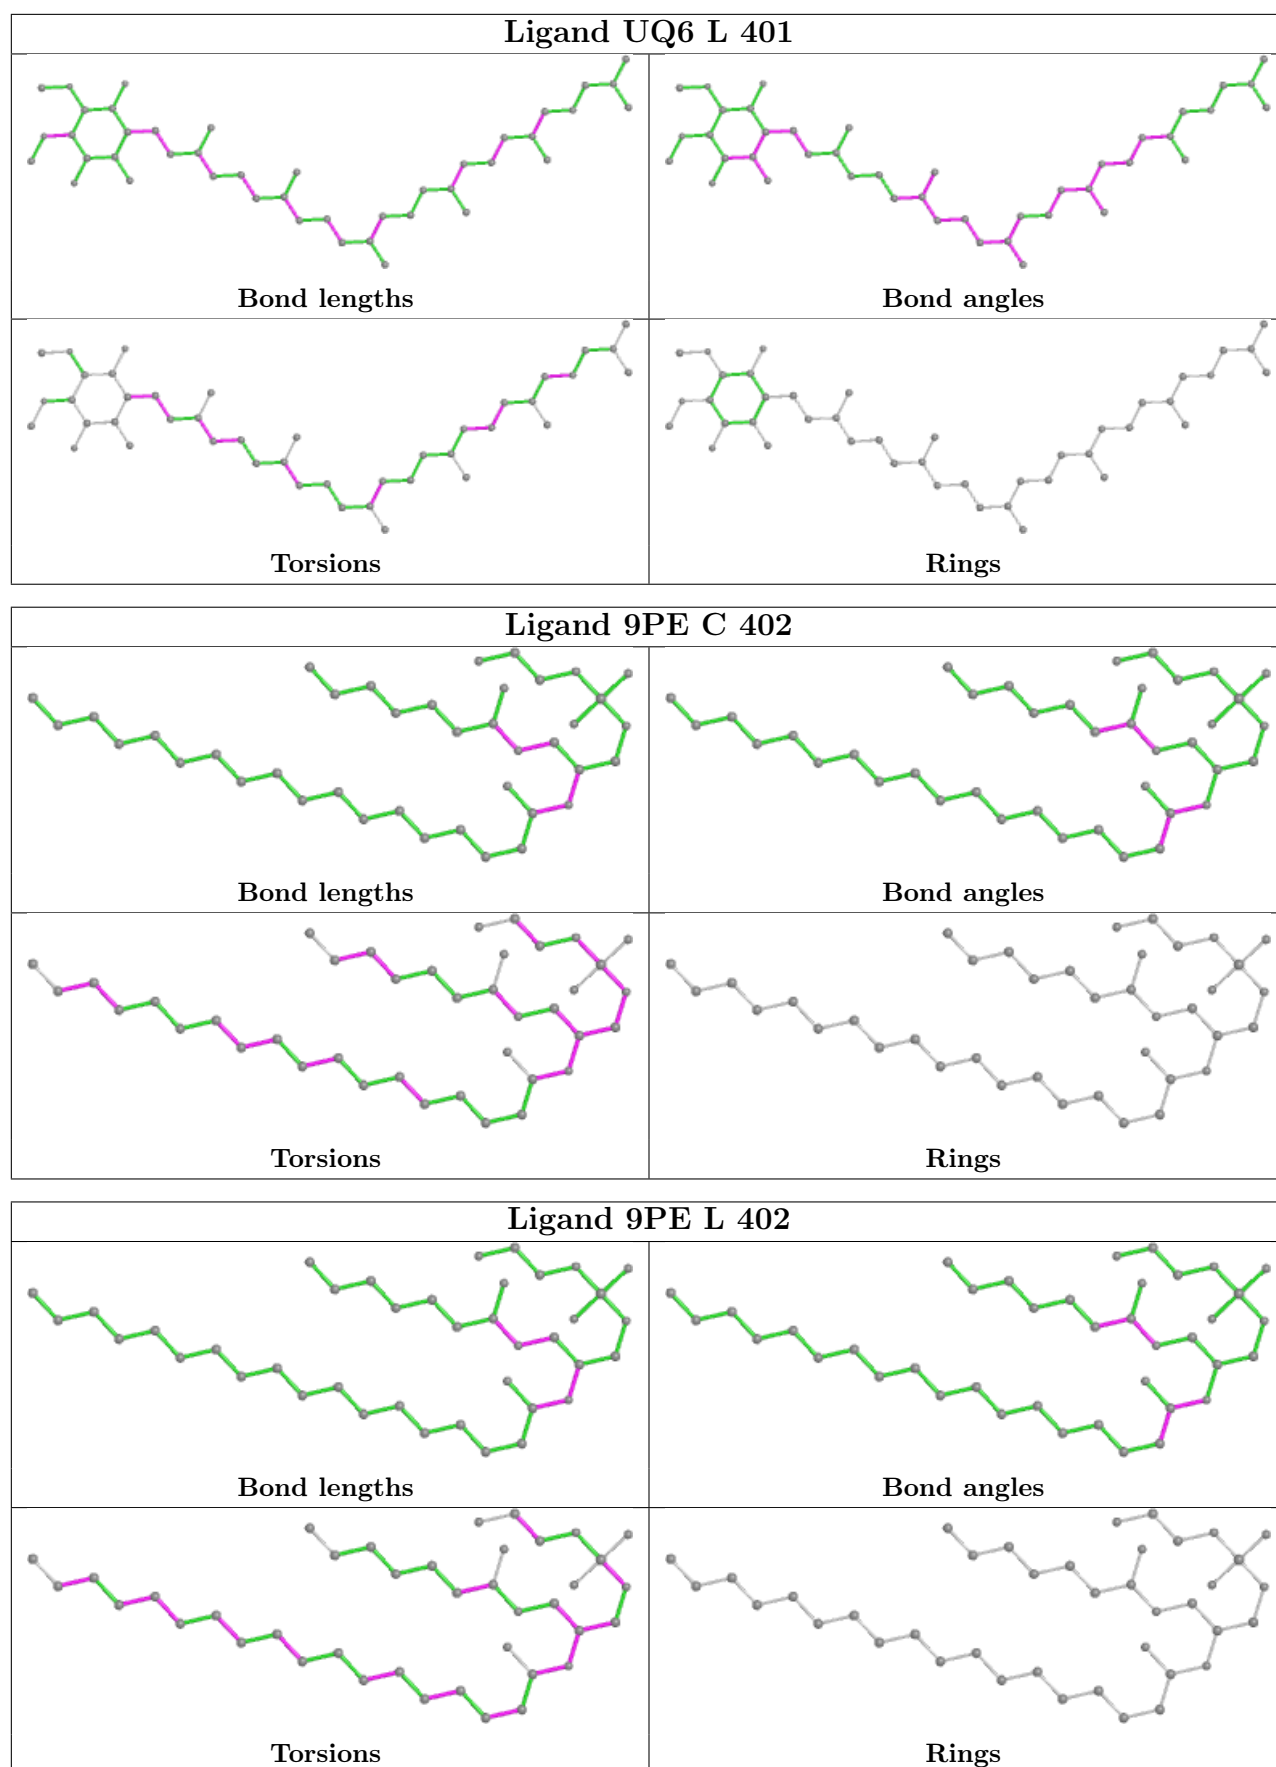 Ligand UQ6 L 401
Bond lengths
Bond angles
Torsions
Rings
Ligand 9PE C 402
Bond lengths
Bond angles
Torsions
Rings
Ligand 9PE L 402
Bond lengths
Bond angles
Torsions
Rings